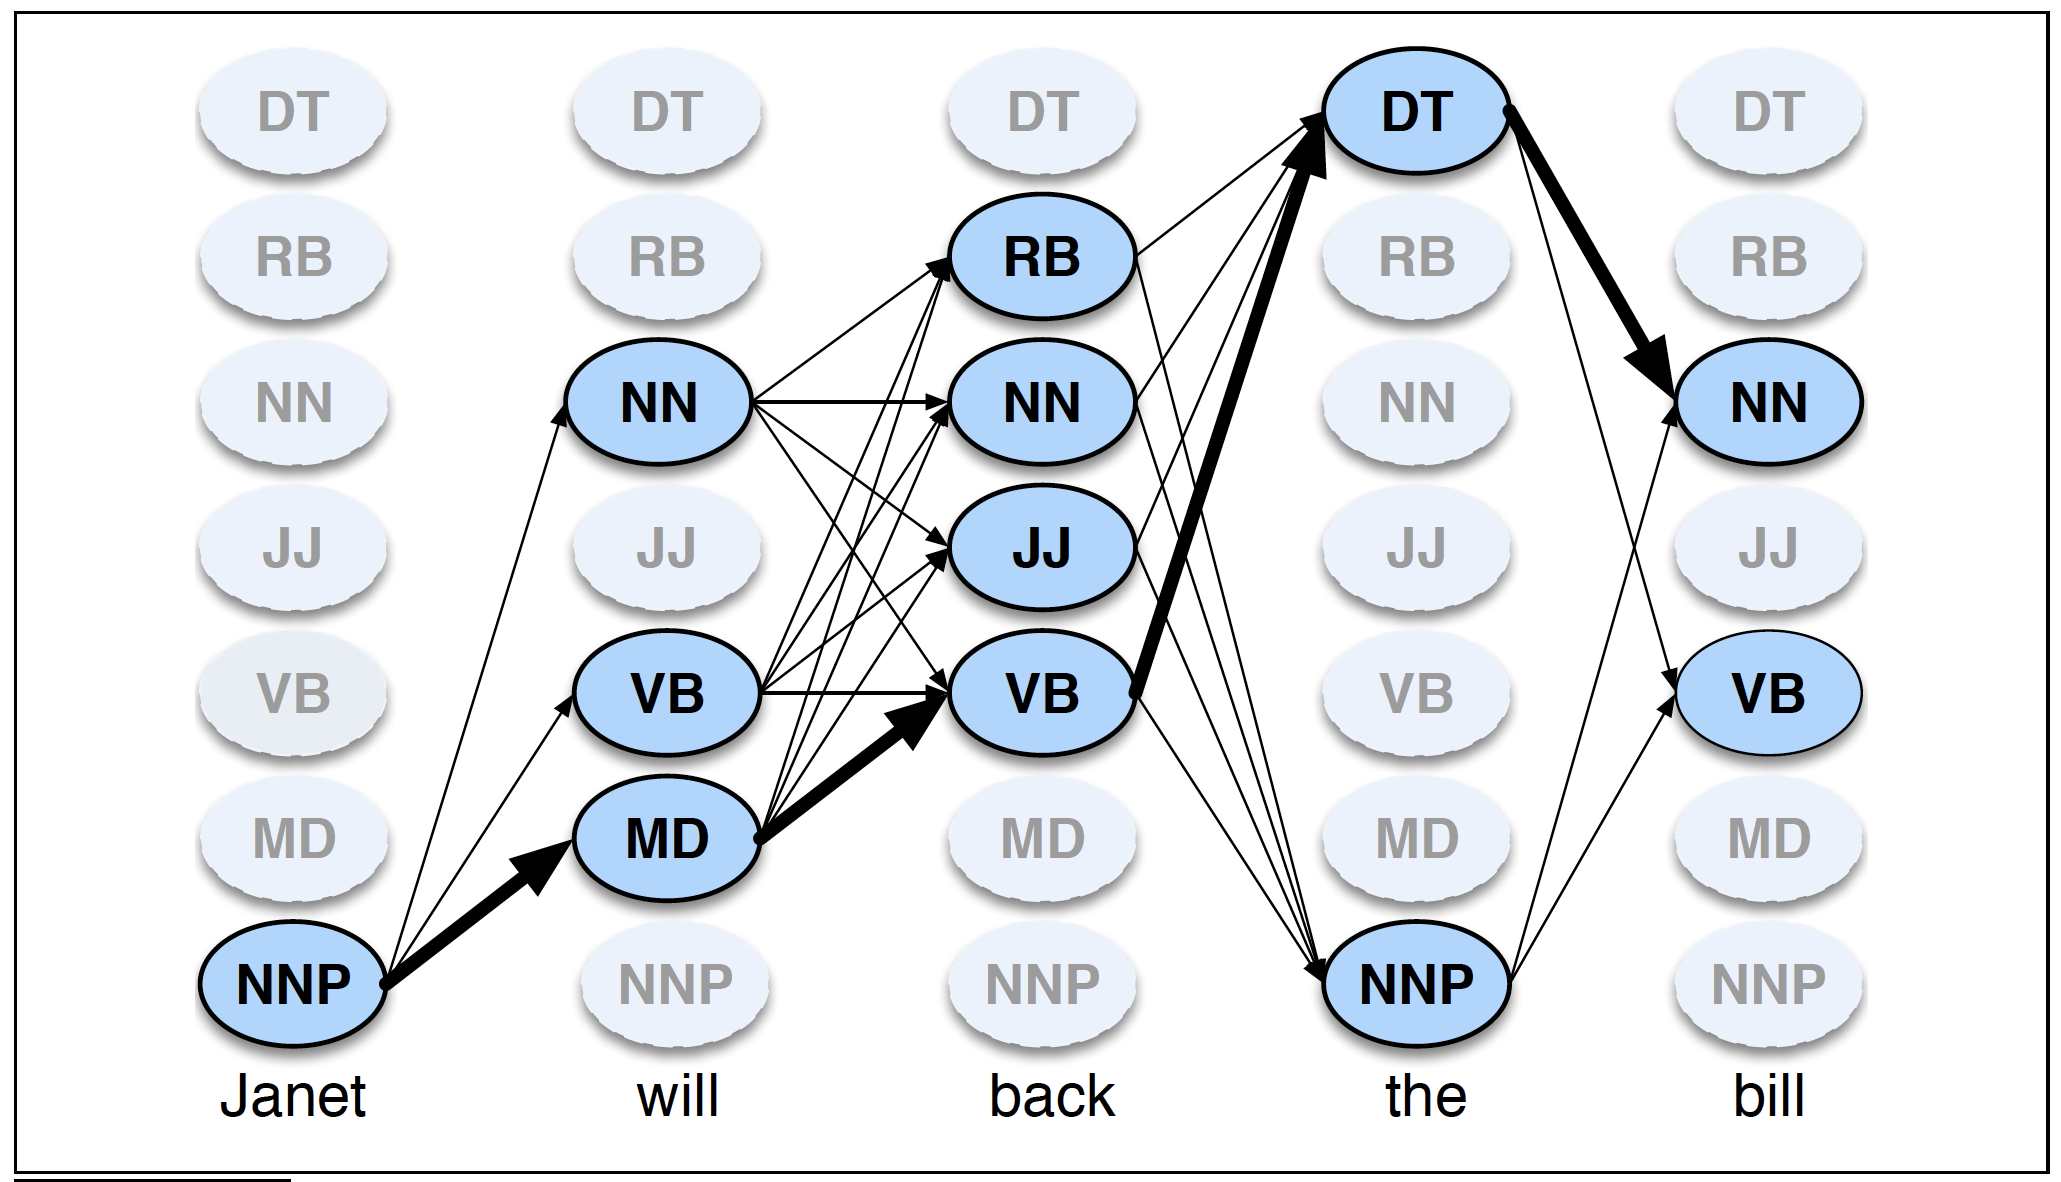 DT DT DT DT DT
RB RB RB RB RB
NN NN NN NN NN
JJ JJ JJ JJ JJ
VB VB VB VB VB
MD MD MD MD MD
NNP NNP NNP NNP NNP
Janet will back the bill